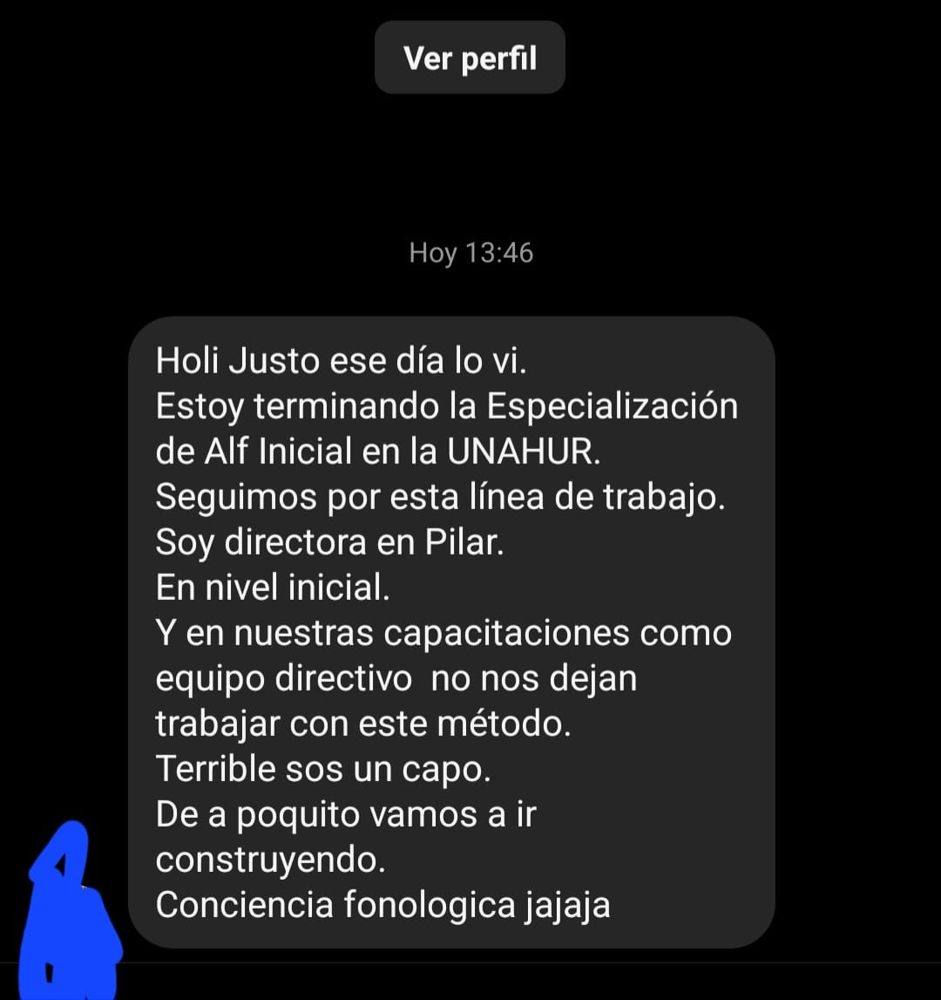 Ver perfil
Hoy 13:46
Holi Justo ese día lo vi.
Estoy terminando la Especialización
de Alf Inicial en la UNAHUR.
Seguimos por esta línea de trabajo.
Soy directora en Pilar.
En nivel inicial.
Y en nuestras capacitaciones como
equipo directivo  no nos dejan
trabajar con este método.
Terrible sos un capo.
De a poquito vamos a ir
construyendo.
Conciencia fonologica jajaja